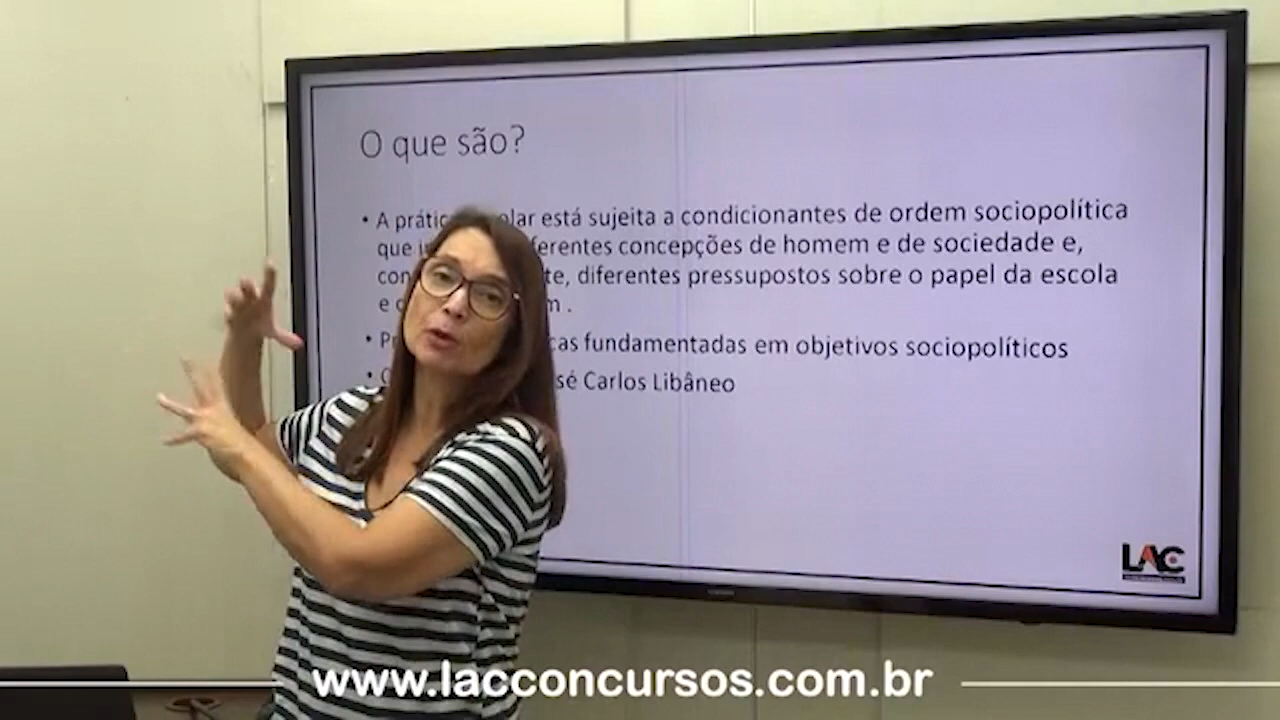 O que são?
• A prátic olar está sujeita a condicionantes de ordem sociopolítica
que i ferentes concepções de homem e de sociedade e,
con te, diferentes pressupostos sobre o papel da escola
e m .
• P cas fundamentadas em objetivos sociopolíticos
• sé Carlos Libâneo
LAC
www.lacconcursos.com.br